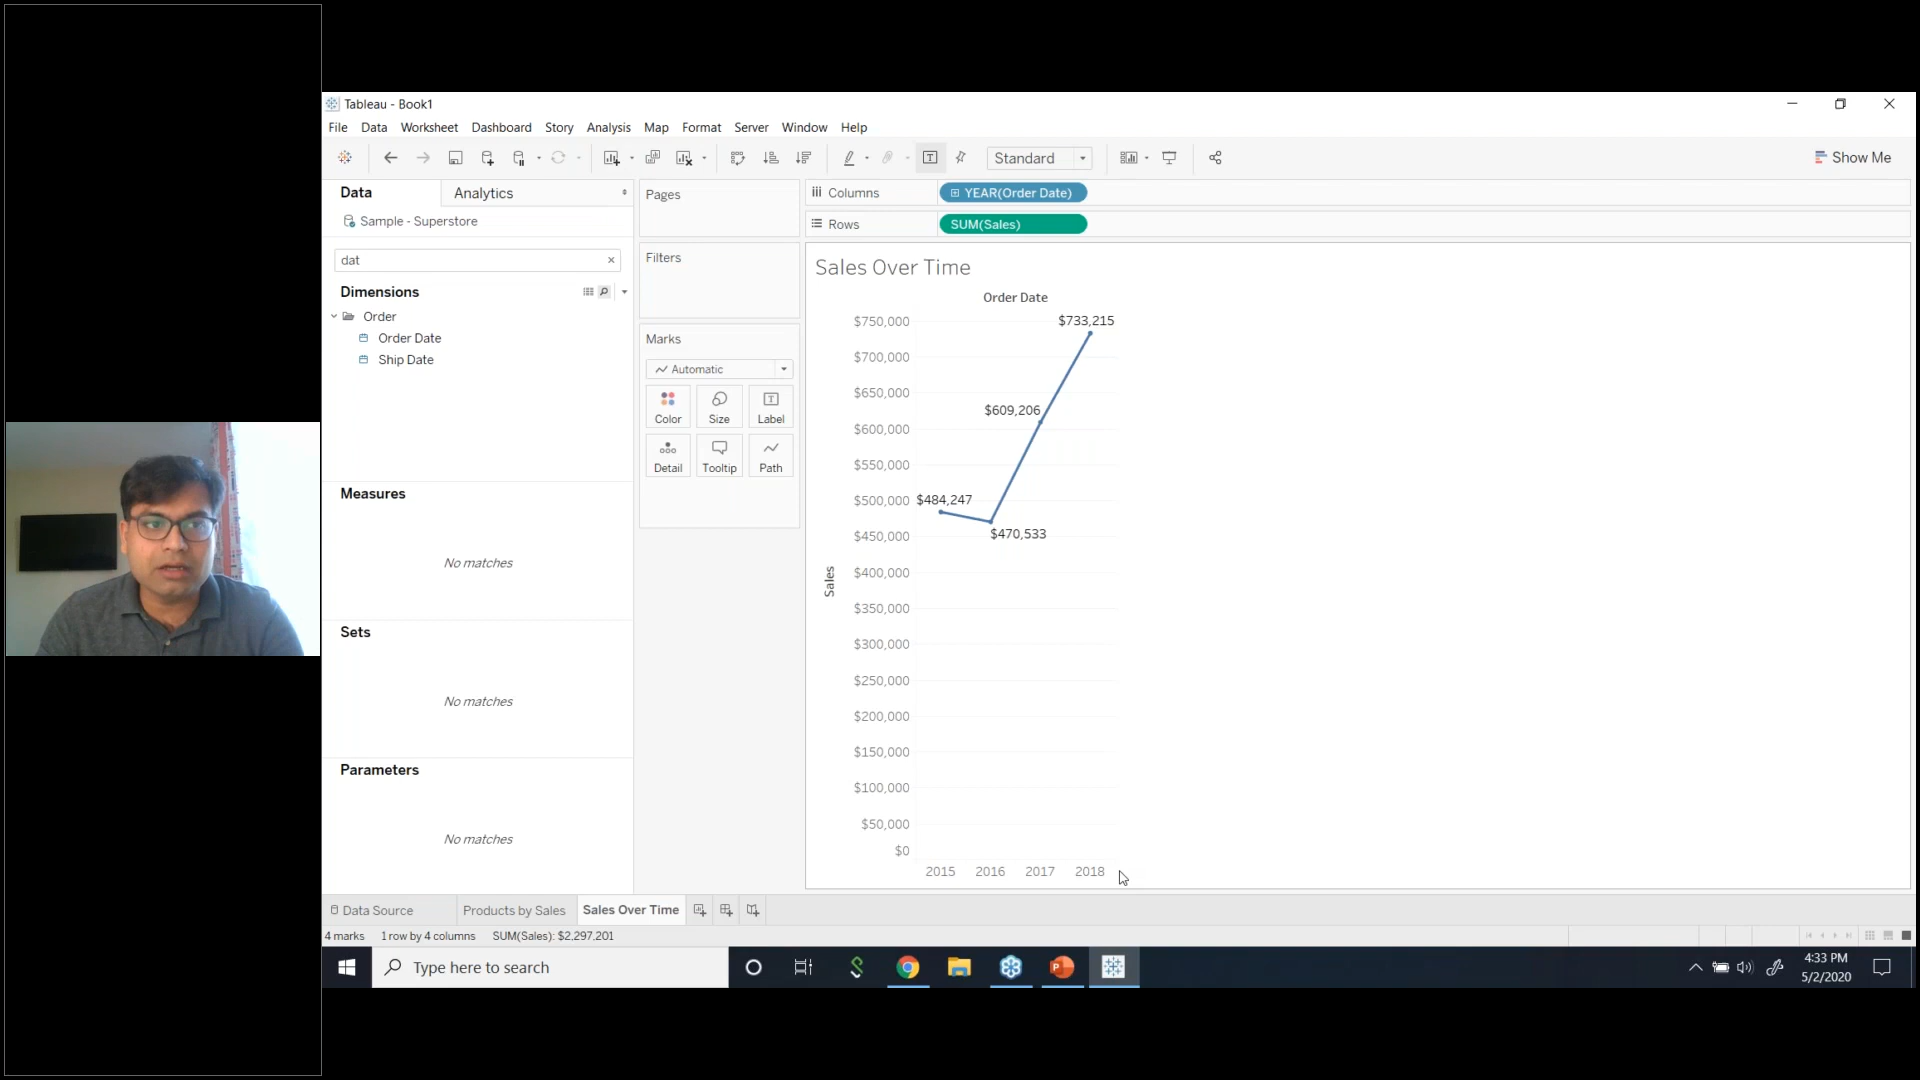 Tableau - Book1
File Data Worksheet Dashboard Story Analysis Map Format Server Window Help
Standard
Show Me
Data
Analytics
Sample - Superstore
dat
Dimensions
Order
Order Date
Ship Date
Measures
No matches
Sets
No matches
Parameters
No matches
Pages
Filters
Marks
Automatic
Color Size Label
Detail Tooltip Path
Columns
YEAR(Order Date)
Rows
SUM(Sales)
Sales Over Time
Order Date
$750,000
$700,000
$650,000
$600,000
$550,000
$500,000
$450,000
$400,000
$350,000
$300,000
$250,000
$200,000
$150,000
$100,000
$50,000
$0
Sales
$733,215
$609,206
$484,247
$470,533
2015 2016 2017 2018
Data Source
Products by Sales
Sales Over Time
4 marks 1 row by 4 columns SUM(Sales): $2,297,201
Type here to search
4:33 PM
5/2/2020